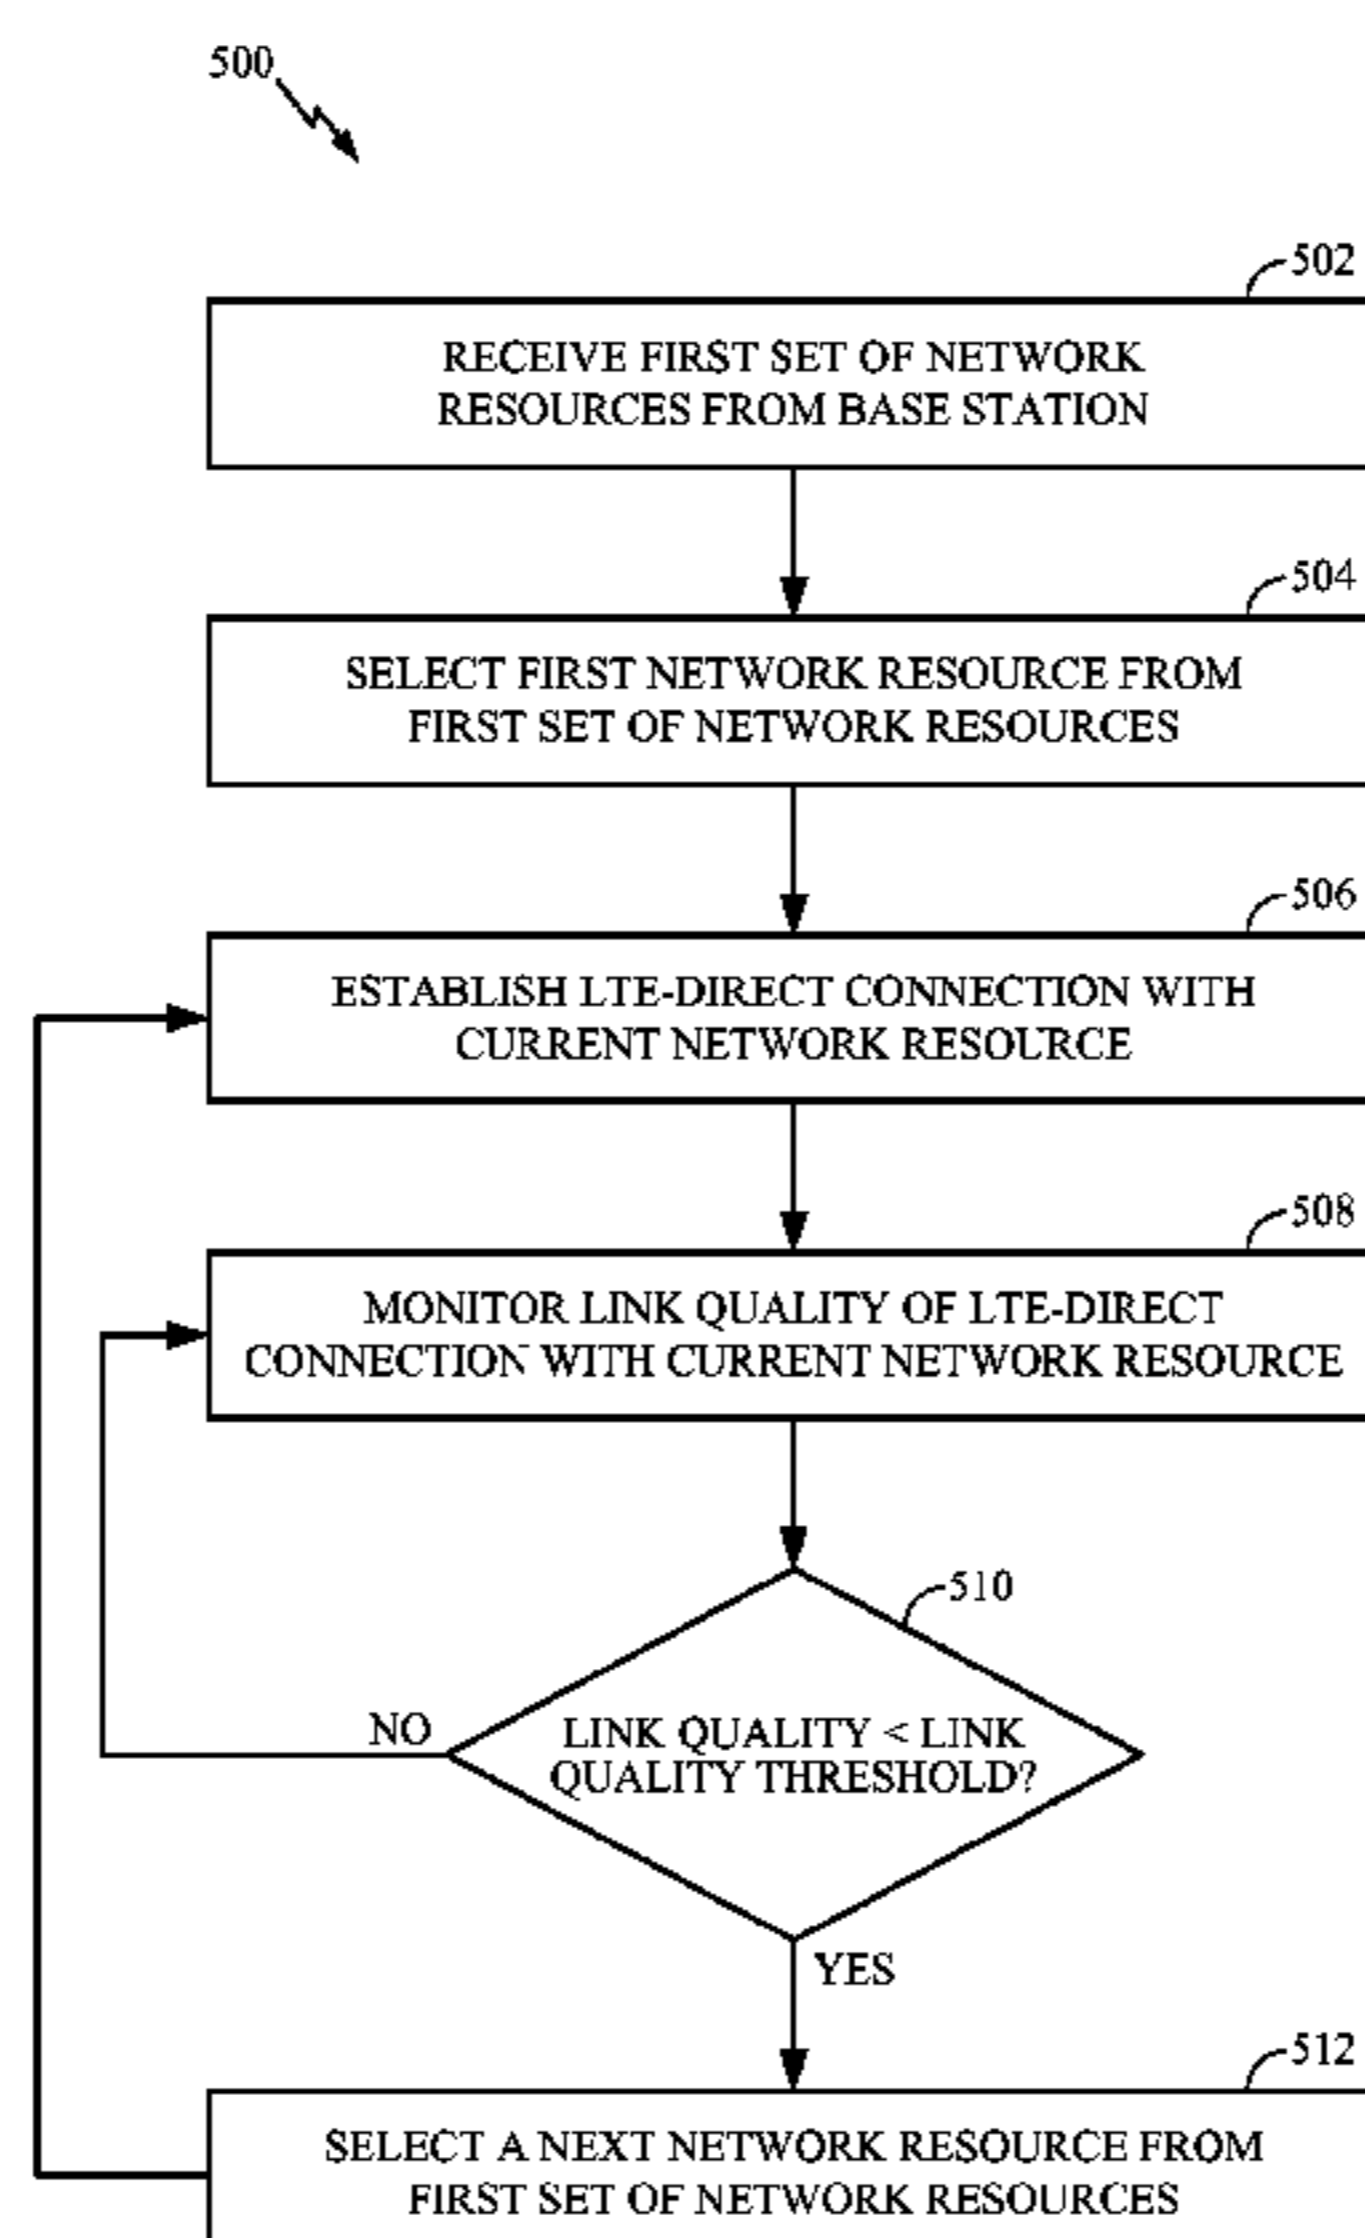 500
502
RECEIVE FIRST SET OF NETWORK
RESOURCES FROM BASE STATION
504
SELECT FIRST NETWORK RESOURCE FROM
FIRST SET OF NETWORK RESOURCES
506
ESTABLISH LTE-DIRECT CONNECTION WITH
CURRENT NETWORK RESOURCE
508
MONITOR LINK QUALITY OF LTE-DIRECT
CONNECTION WITH CURRENT NETWORK RESOURCE
510
NO
LINK QUALITY < LINK
QUALITY THRESHOLD?
YES
512
SELECT A NEXT NETWORK RESOURCE FROM
FIRST SET OF NETWORK RESOURCES